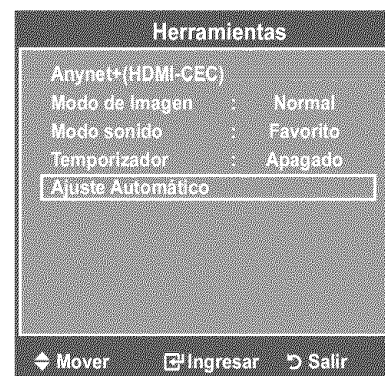 Herramientas
Anynet+(HDMI-CEC)
Modo de Imagen : Normal
Modo sonido : Favorito
Temporizador : Apagado
Ajuste Automático
Mover Ingresar Salir